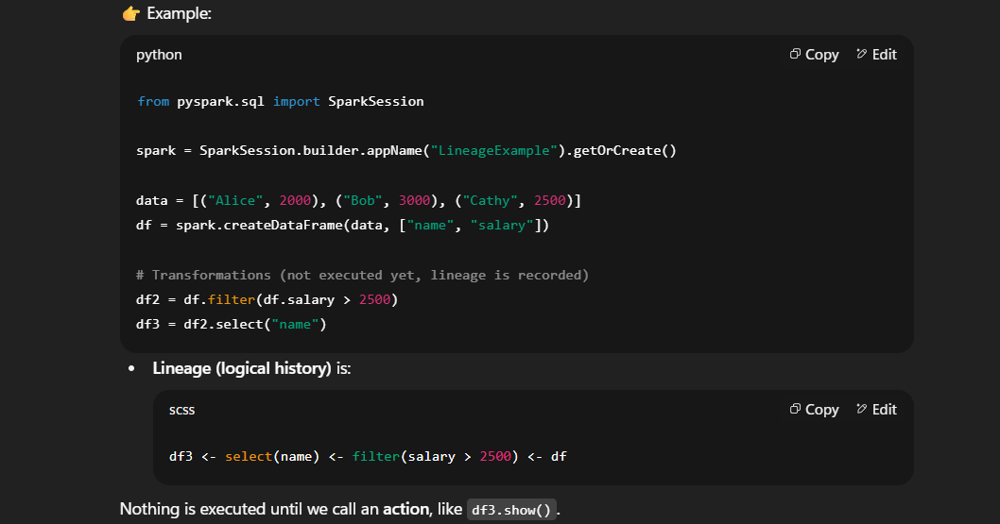 👉 Example:
python
Copy Edit
from pyspark.sql import SparkSession
spark = SparkSession.builder.appName("LineageExample").getOrCreate()
data = [("Alice", 2000), ("Bob", 3000), ("Cathy", 2500)]
df = spark.createDataFrame(data, ["name", "salary"])
# Transformations (not executed yet, lineage is recorded)
df2 = df.filter(df.salary > 2500)
df3 = df2.select("name")
• Lineage (logical history) is:
scss
Copy Edit
df3 <- select(name) <- filter(salary > 2500) <- df
Nothing is executed until we call an action, like df3.show().